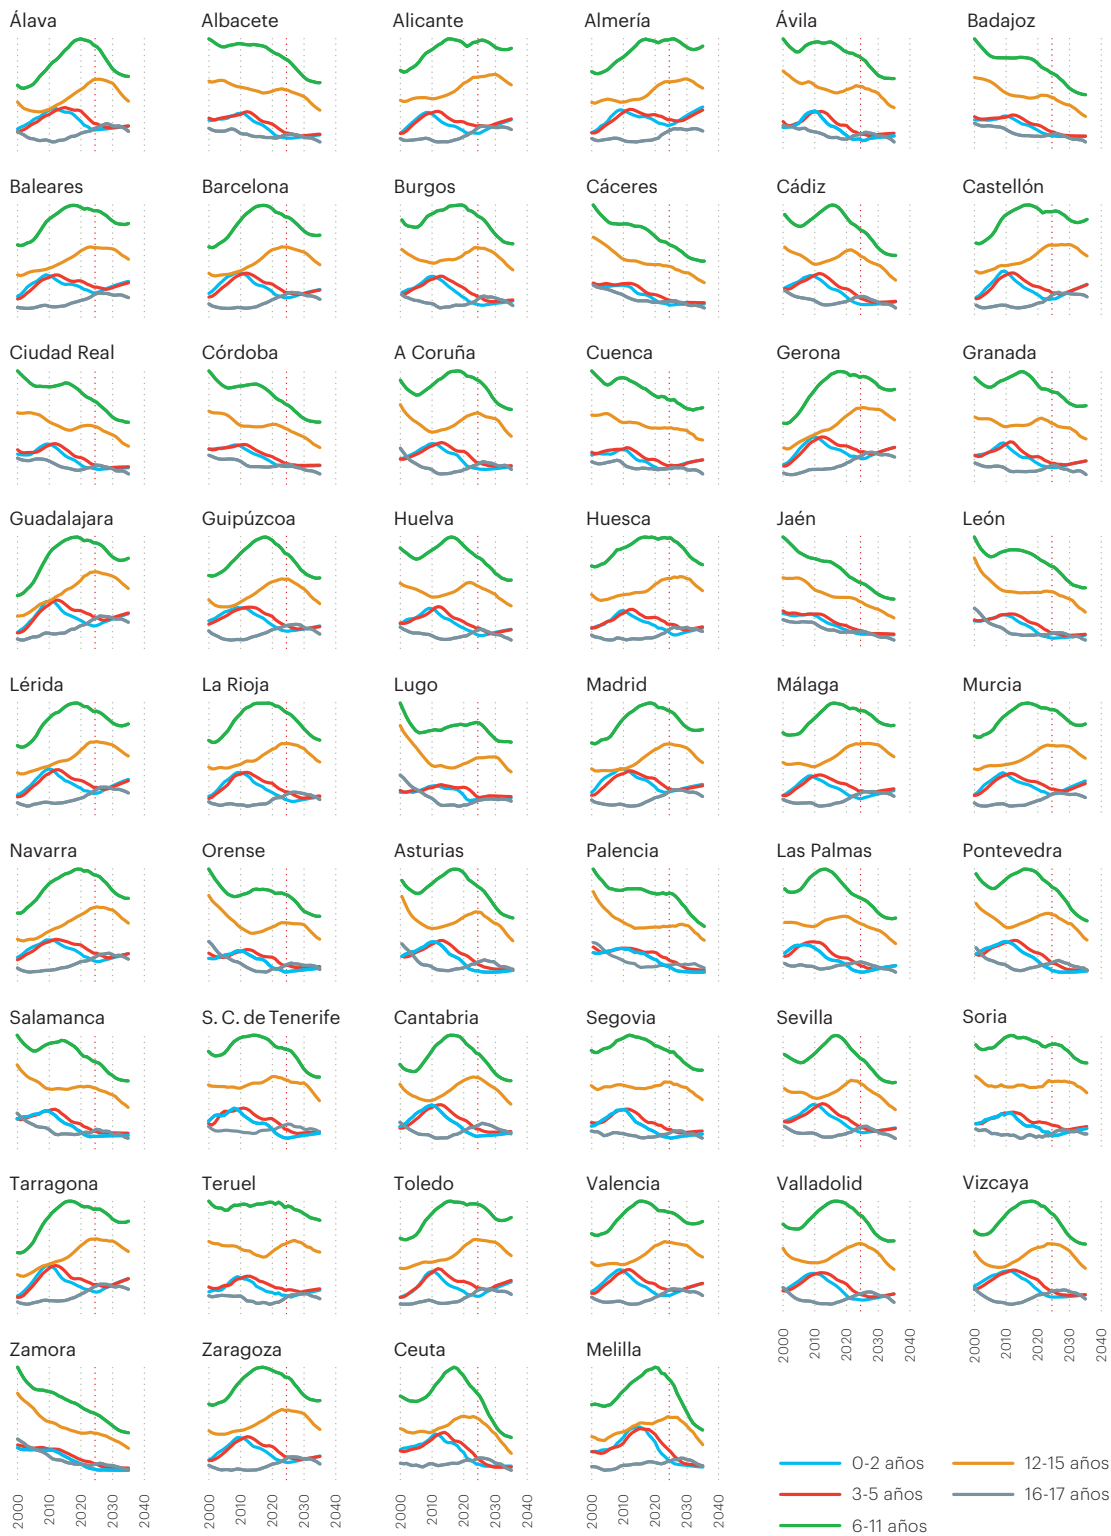 Álava Albacete Alicante Almería Ávila Badajoz
Baleares Barcelona Burgos Cáceres Cádiz Castellón
Ciudad Real Córdoba A Coruña Cuenca Gerona Granada
Guadalajara Guipúzcoa Huelva Huesca Jaén León
Lérida La Rioja Lugo Madrid Málaga Murcia
Navarra Orense Asturias Palencia Las Palmas Pontevedra
Salamanca S. C. de Tenerife Cantabria Segovia Sevilla Soria
Tarragona Teruel Toledo Valencia Valladolid Vizcaya
2000 2010 2020 2030 2040 2000 2010 2020 2030 2040
Zamora Zaragoza Ceuta Melilla
2000 2010 2020 2030 2040 2000 2010 2020 2030 2040 2000 2010 2020 2030 2040 2000 2010 2020 2030 2040
0-2 años 12-15 años
3-5 años 16-17 años
6-11 años